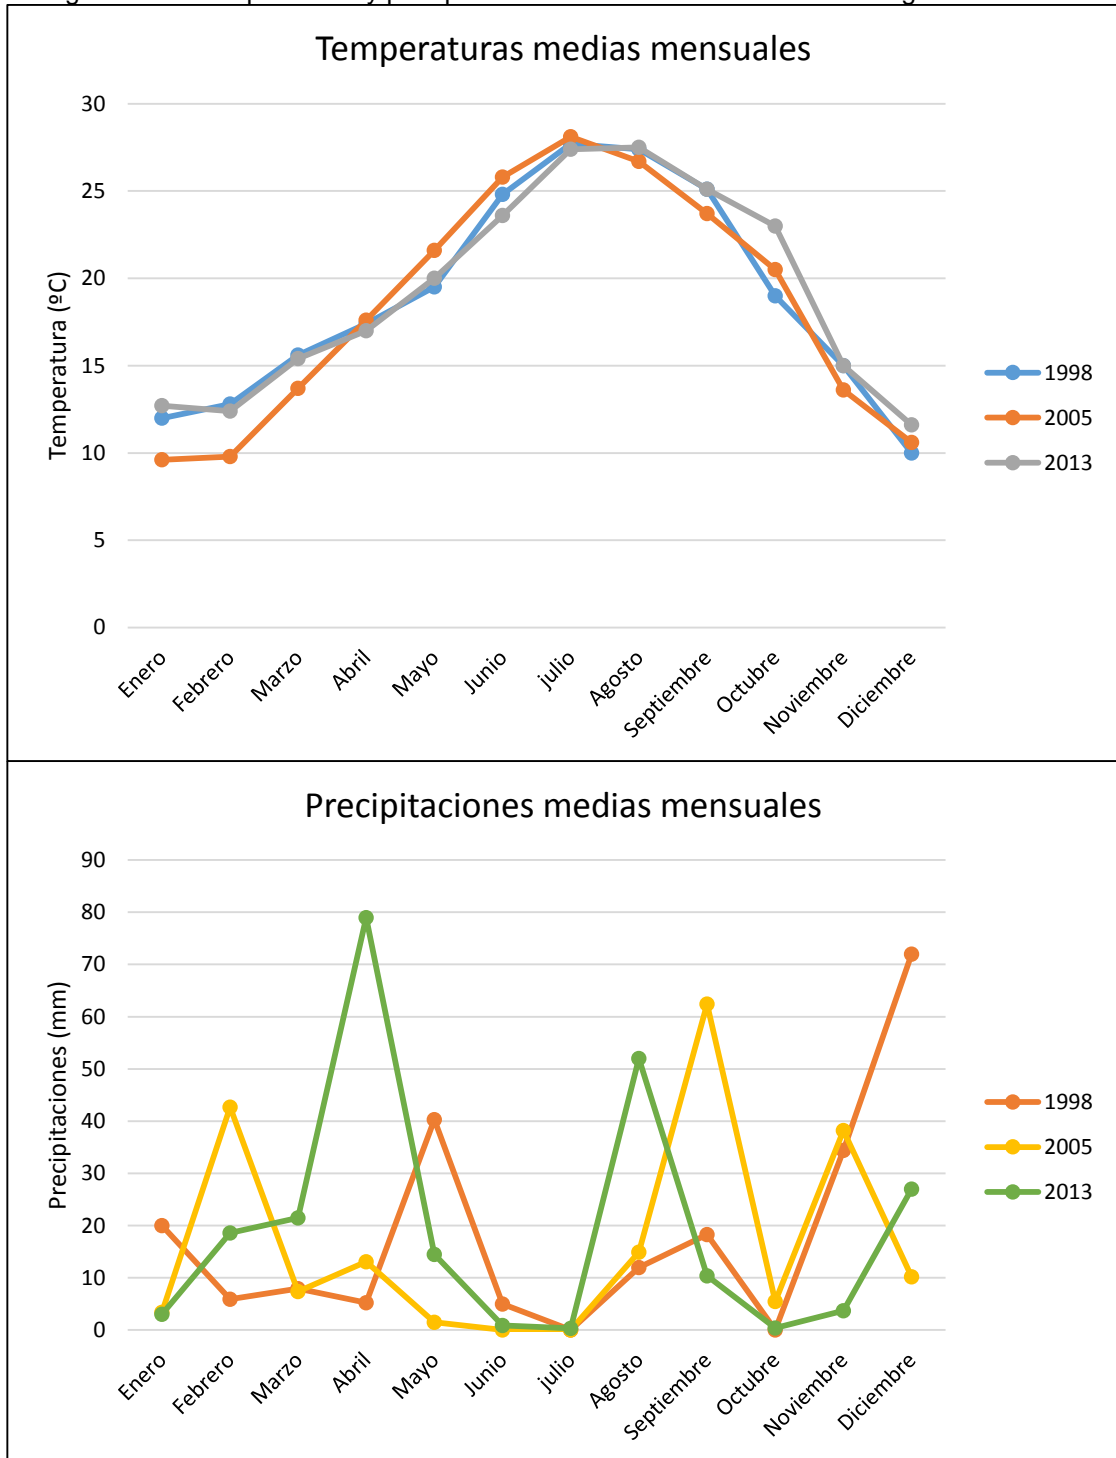 Temperaturas medias mensuales
30
25
20
15
10
5
0
Temperatura (ºC)
Enero
Febrero
Marzo
Abril
Mayo
Junio
julio
Agosto
Septiembre
Octubre
Noviembre
Diciembre
1998
2005
2013
Precipitaciones medias mensuales
90
80
70
60
50
40
30
20
10
0
Precipitaciones (mm)
Enero
Febrero
Marzo
Abril
Mayo
Junio
julio
Agosto
Septiembre
Octubre
Noviembre
Diciembre
1998
2005
2013